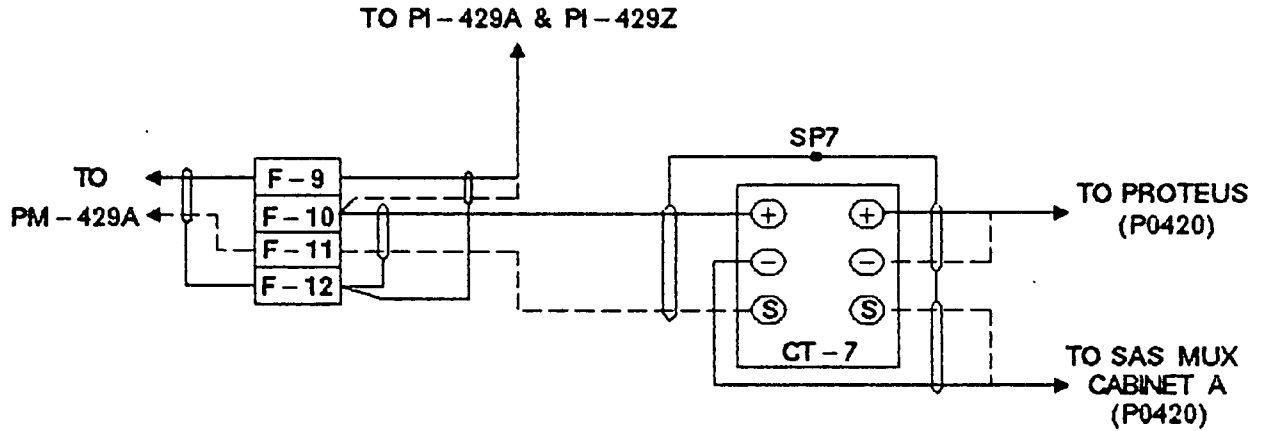 TO PI-429A & PI-429Z
SP7
TO
PM-429A
F-9
F-10
F-11
F-12
+
-
S
+
-
S
CT-7
TO PROTEUS
(P0420)
TO SAS MUX
CABINET A
(P0420)